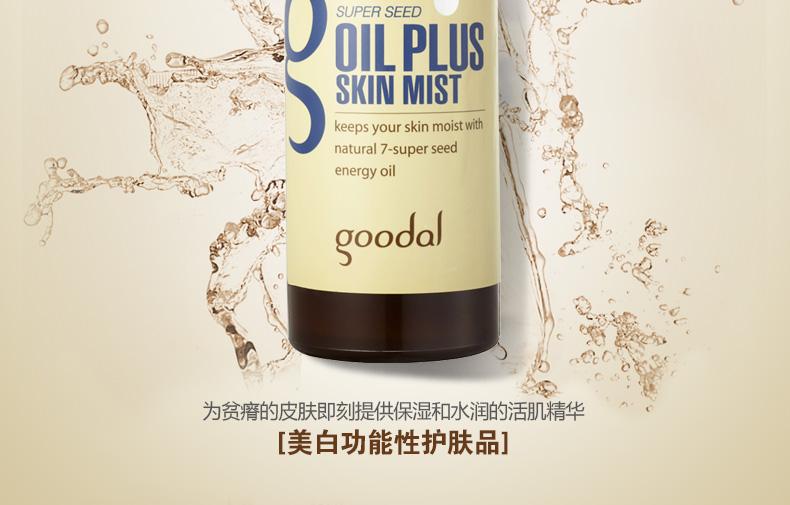 SUPER SEED
OIL PLUS
SKIN MIST
keeps your skin moist with
natural 7-super seed
energy oil
goodal
为贫瘠的皮肤即刻提供保湿和水润的活肌精华
[美白功能性护肤品]